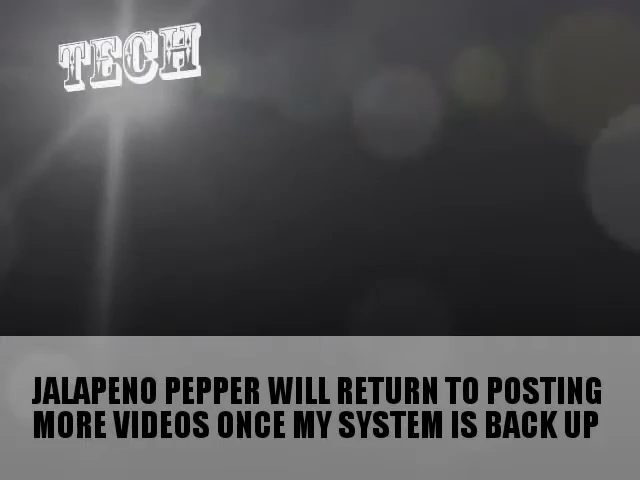 TECH
JALAPENO PEPPER WILL RETURN TO POSTING
MORE VIDEOS ONCE MY SYSTEM IS BACK UP